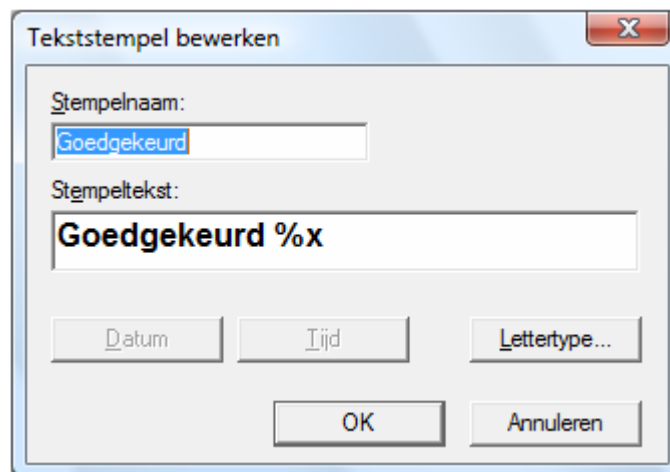 Tekststempel bewerken
Stempelnaam:
Goedgekeurd
Stempeltekst:
Goedgekeurd %x
Datum Tijd Lettertype...
OK Annuleren